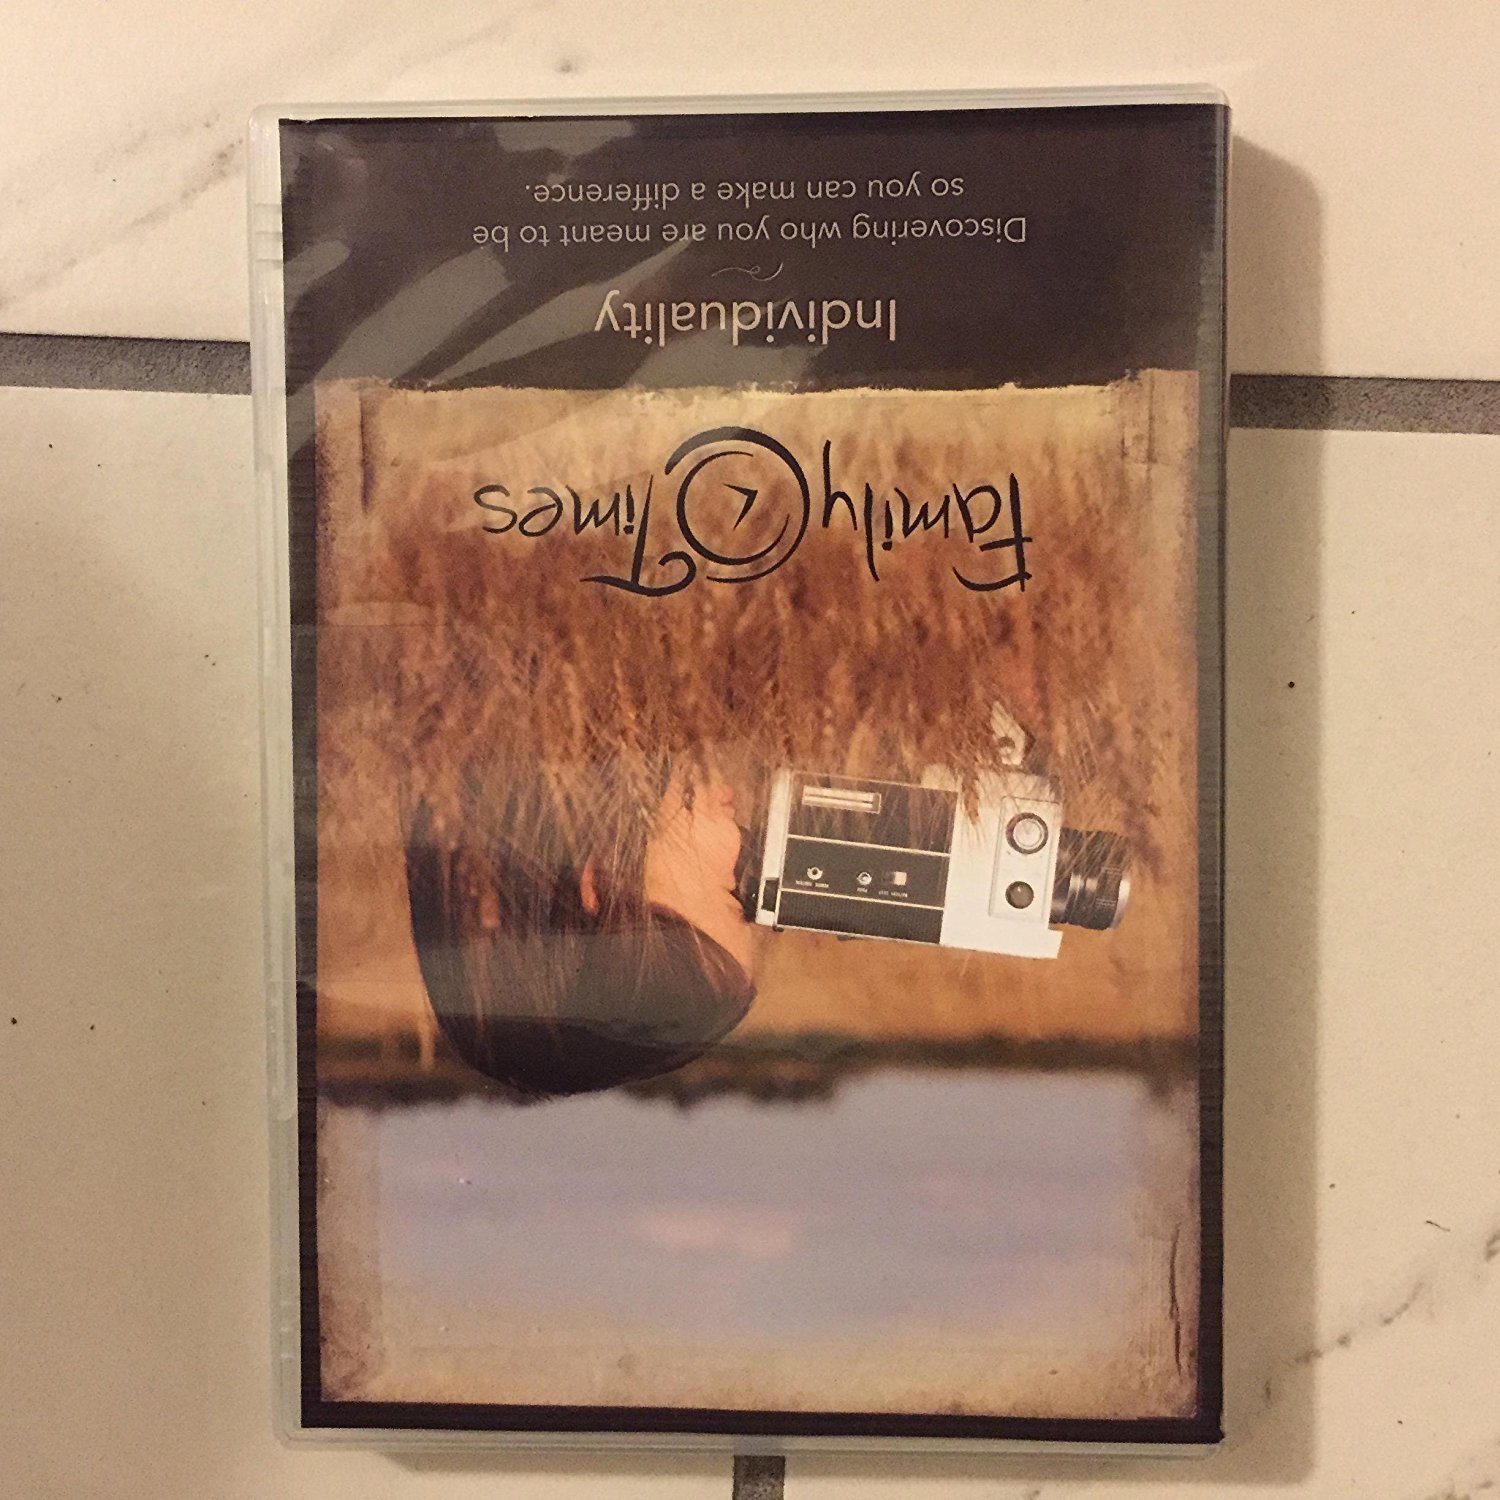 Family Times
Individuality
Discovering who you are meant to be
so you can make a difference.